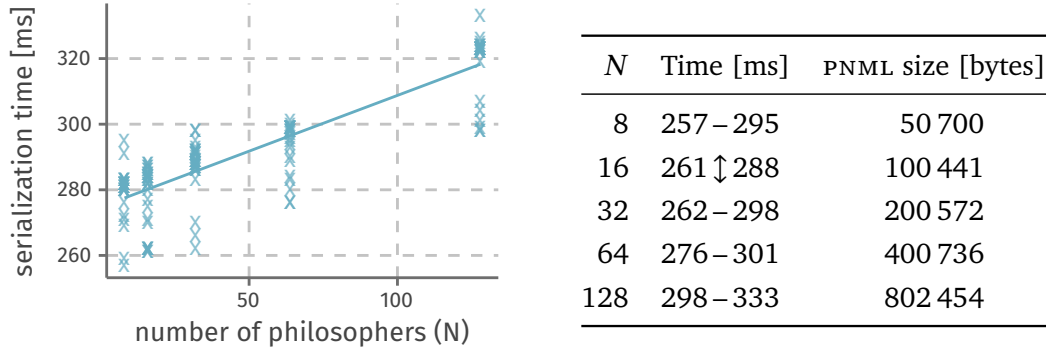 serialization time [ms]
320
300
280
260
50 100
number of philosophers (N)
N Time [ms] PNML size [bytes]
8 257 – 295 50 700
16 261 ↕ 288 100 441
32 262 – 298 200 572
64 276 – 301 400 736
128 298 – 333 802 454